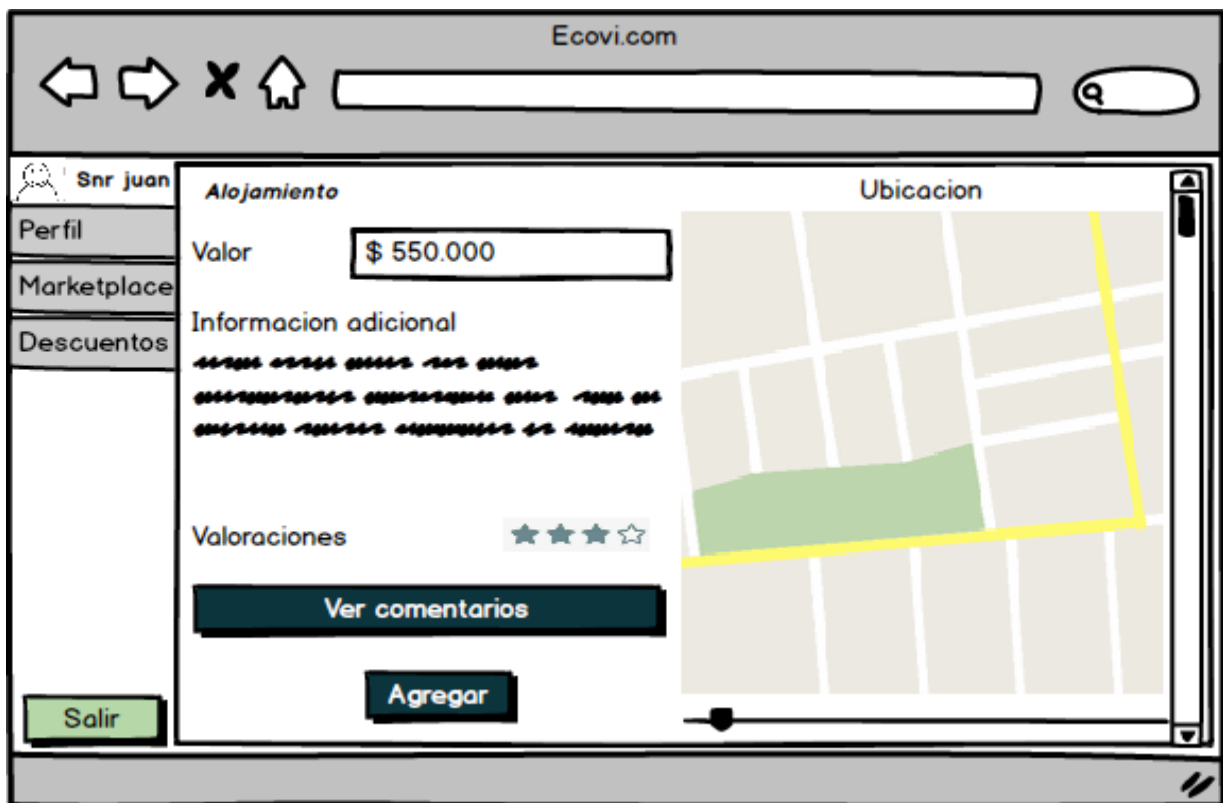 Ecovi.com
Snr juan
Perfil
Marketplace
Descuentos
Salir
Alojamiento
Valor
$ 550.000
Informacion adicional
Valoraciones
Ver comentarios
Agregar
Ubicacion